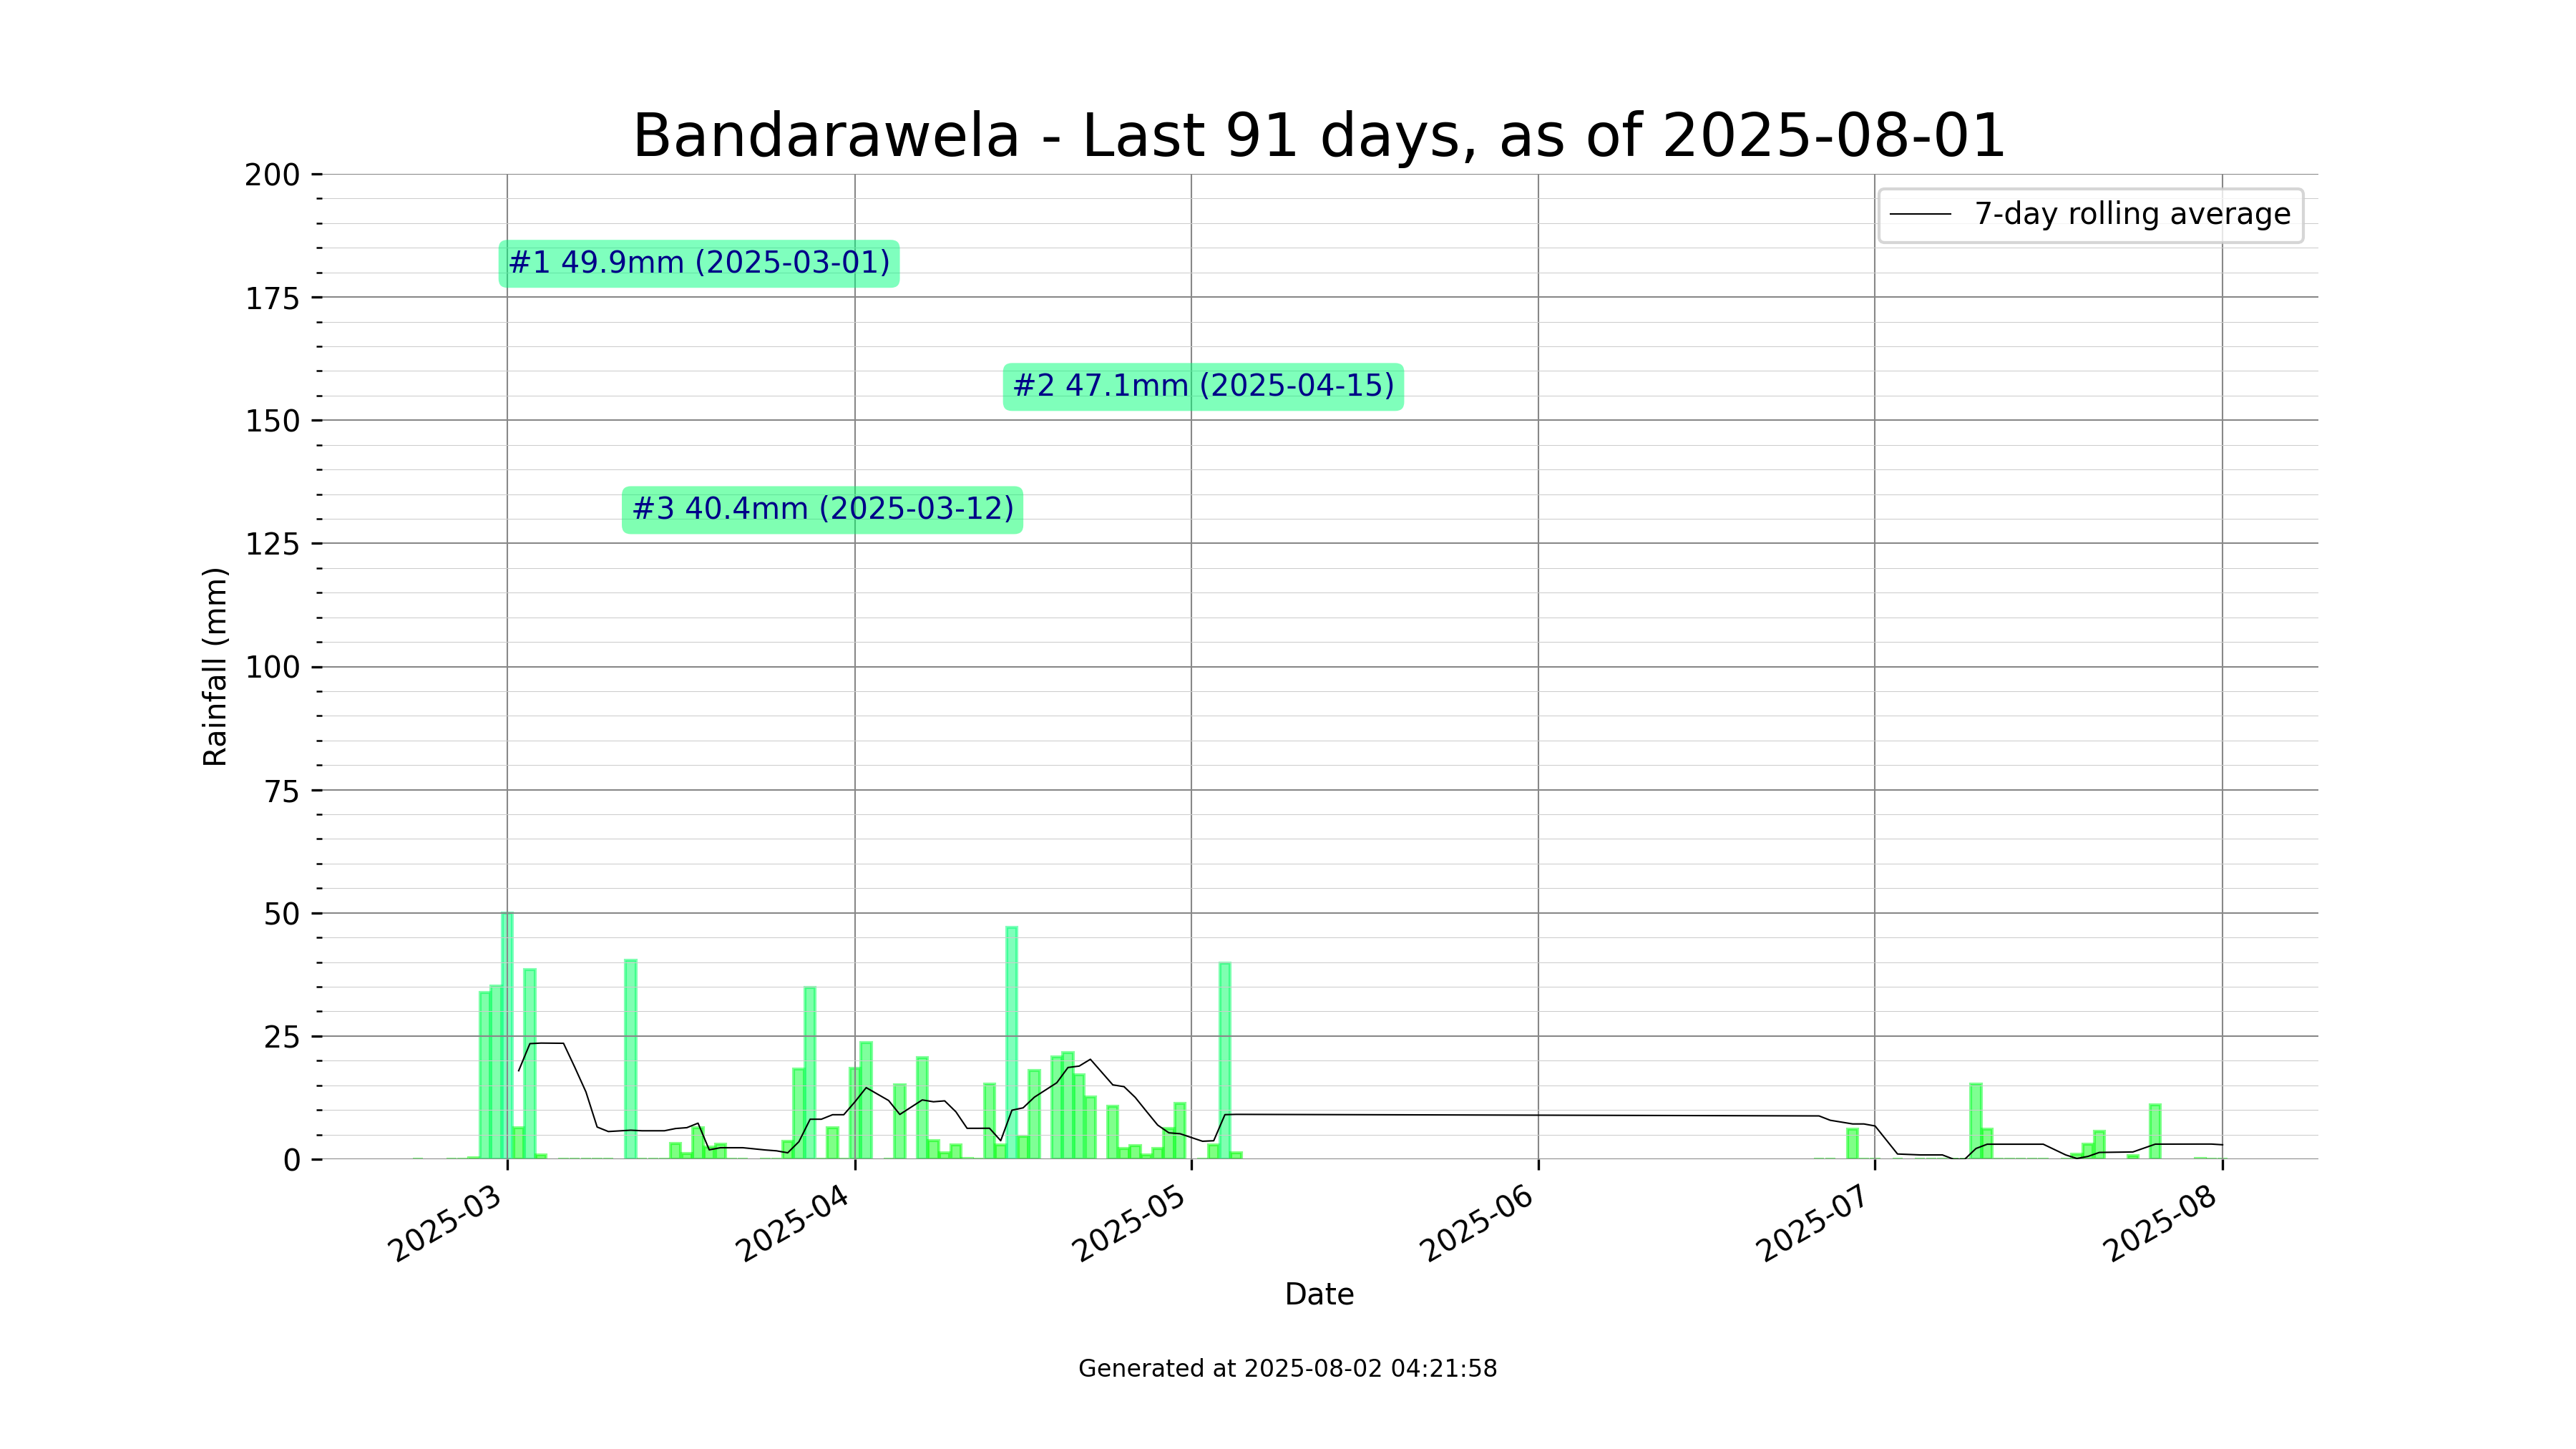 Bandarawela - Last 91 days, as of 2025-08-01
200
175
150
125
100
75
50
25
0
Rainfall (mm)
7-day rolling average
#1 49.9mm (2025-03-01)
#2 47.1mm (2025-04-15)
#3 40.4mm (2025-03-12)
2025-03
2025-04
2025-05
2025-06
2025-07
2025-08
Date
Generated at 2025-08-02 04:21:58